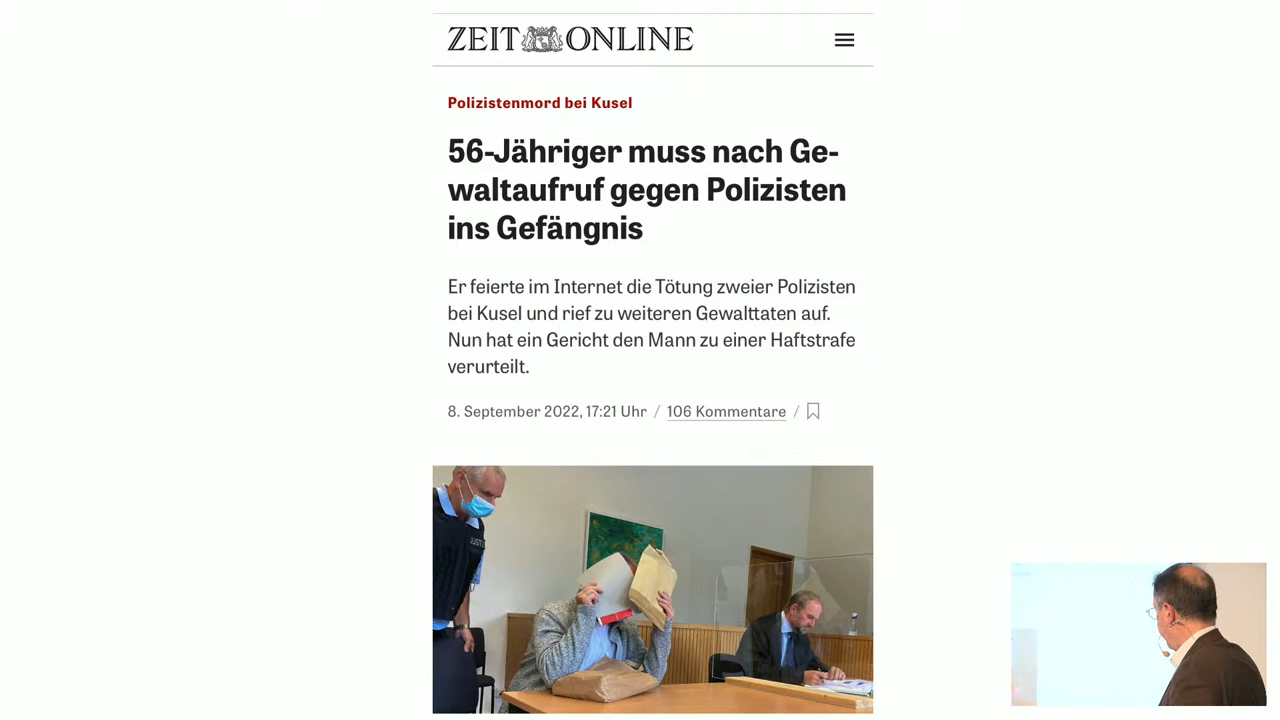 ZEIT ONLINE
Polizistenmord bei Kusel
56-Jähriger muss nach Ge-
waltaufruf gegen Polizisten
ins Gefängnis
Er feierte im Internet die Tötung zweier Polizisten
bei Kusel und rief zu weiteren Gewalttaten auf.
Nun hat ein Gericht den Mann zu einer Haftstrafe
verurteilt.
8. September 2022, 17:21 Uhr / 106 Kommentare /